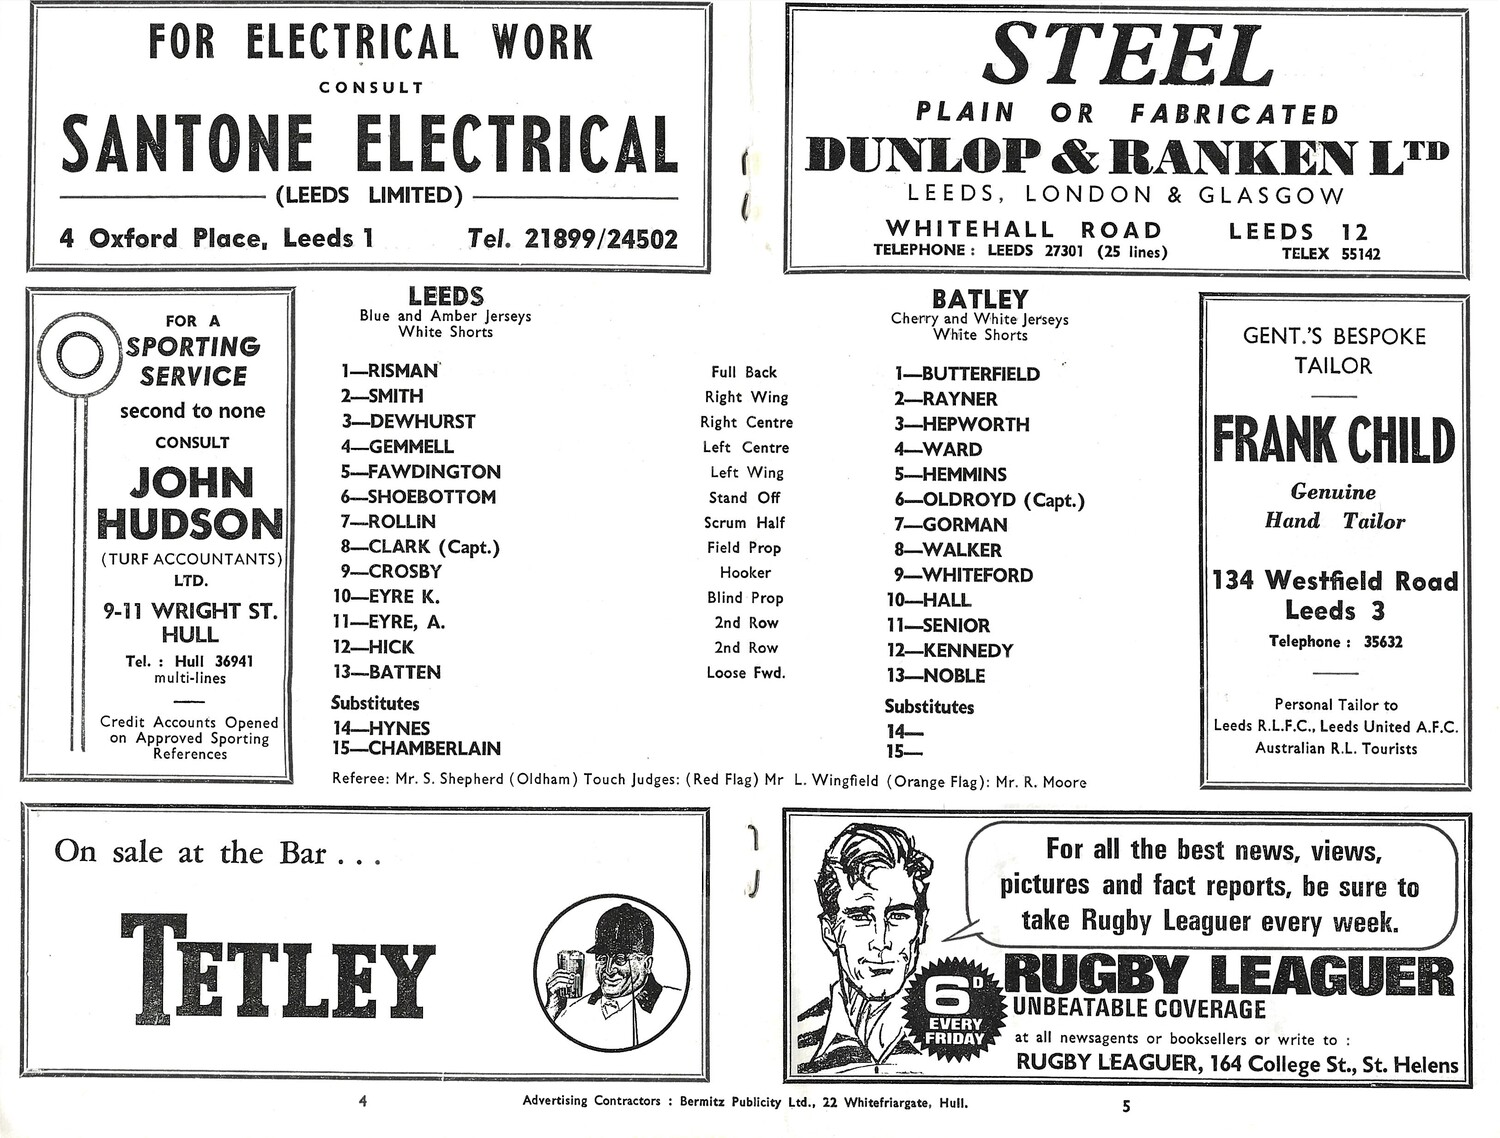 FOR ELECTRICAL WORK
CONSULT
SANTONE ELECTRICAL
(LEEDS LIMITED)
4 Oxford Place, Leeds 1 Tel. 21899/24502
STEEL
PLAIN OR FABRICATED
DUNLOP & RANKEN LTD
LEEDS, LONDON & GLASGOW
WHITEHALL ROAD LEEDS 12
TELEPHONE : LEEDS 27301 (25 lines) TELEX 55142
FOR A
SPORTING
SERVICE
second to none
CONSULT
JOHN
HUDSON
(TURF ACCOUNTANTS)
LTD.
9-11 WRIGHT ST.
HULL
Tel. : Hull 36941
multi-lines
Credit Accounts Opened
on Approved Sporting
References
LEEDS
Blue and Amber Jerseys
White Shorts
BATLEY
Cherry and White Jerseys
White Shorts
1—RISMAN Full Back 1—BUTTERFIELD
2—SMITH Right Wing 2—RAYNER
3—DEWHURST Right Centre 3—HEPWORTH
4—GEMMELL Left Centre 4—WARD
5—FAWDINGTON Left Wing 5—HEMMINS
6—SHOEBOTTOM Stand Off 6—OLDROYD (Capt.)
7—ROLLIN Scrum Half 7—GORMAN
8—CLARK (Capt.) Field Prop 8—WALKER
9—CROSBY Hooker 9—WHITEFORD
10—EYRE K. Blind Prop 10—HALL
11—EYRE, A. 2nd Row 11—SENIOR
12—HICK 2nd Row 12—KENNEDY
13—BATTEN Loose Fwd. 13—NOBLE
Substitutes Substitutes
14—HYNES 14—
15—CHAMBERLAIN 15—
Referee: Mr. S. Shepherd (Oldham) Touch Judges: (Red Flag) Mr L. Wingfield (Orange Flag): Mr. R. Moore
GENT.'S BESPOKE
TAILOR
FRANK CHILD
Genuine
Hand Tailor
134 Westfield Road
Leeds 3
Telephone : 35632
Personal Tailor to
Leeds R.L.F.C., Leeds United A.F.C.
Australian R.L. Tourists
On sale at the Bar . . .
TETLEY
For all the best news, views,
pictures and fact reports, be sure to
take Rugby Leaguer every week.
6D
EVERY
FRIDAY
RUGBY LEAGUER
UNBEATABLE COVERAGE
at all newsagents or booksellers or write to :
RUGBY LEAGUER, 164 College St., St. Helens
4 Advertising Contractors : Bermitz Publicity Ltd., 22 Whitefriargate, Hull. 5